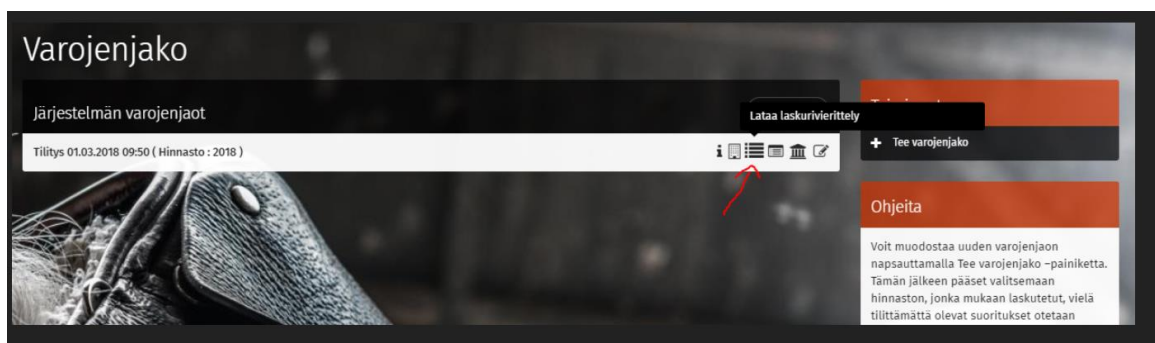 Varojenjako
Järjestelmän varojenjaot
Lataa laskurivierittely
Tilitys 01.03.2018 09:50 ( Hinnasto : 2018 )
Tee varojenjako
Ohjeita
Voit muodostaa uuden varojenjaon
napsauttamalla Tee varojenjako –painiketta.
Tämän jälkeen pääset valitsemaan
hinnaston, jonka mukaan laskutetut, vielä
tilittämättä olevat suoritukset otetaan